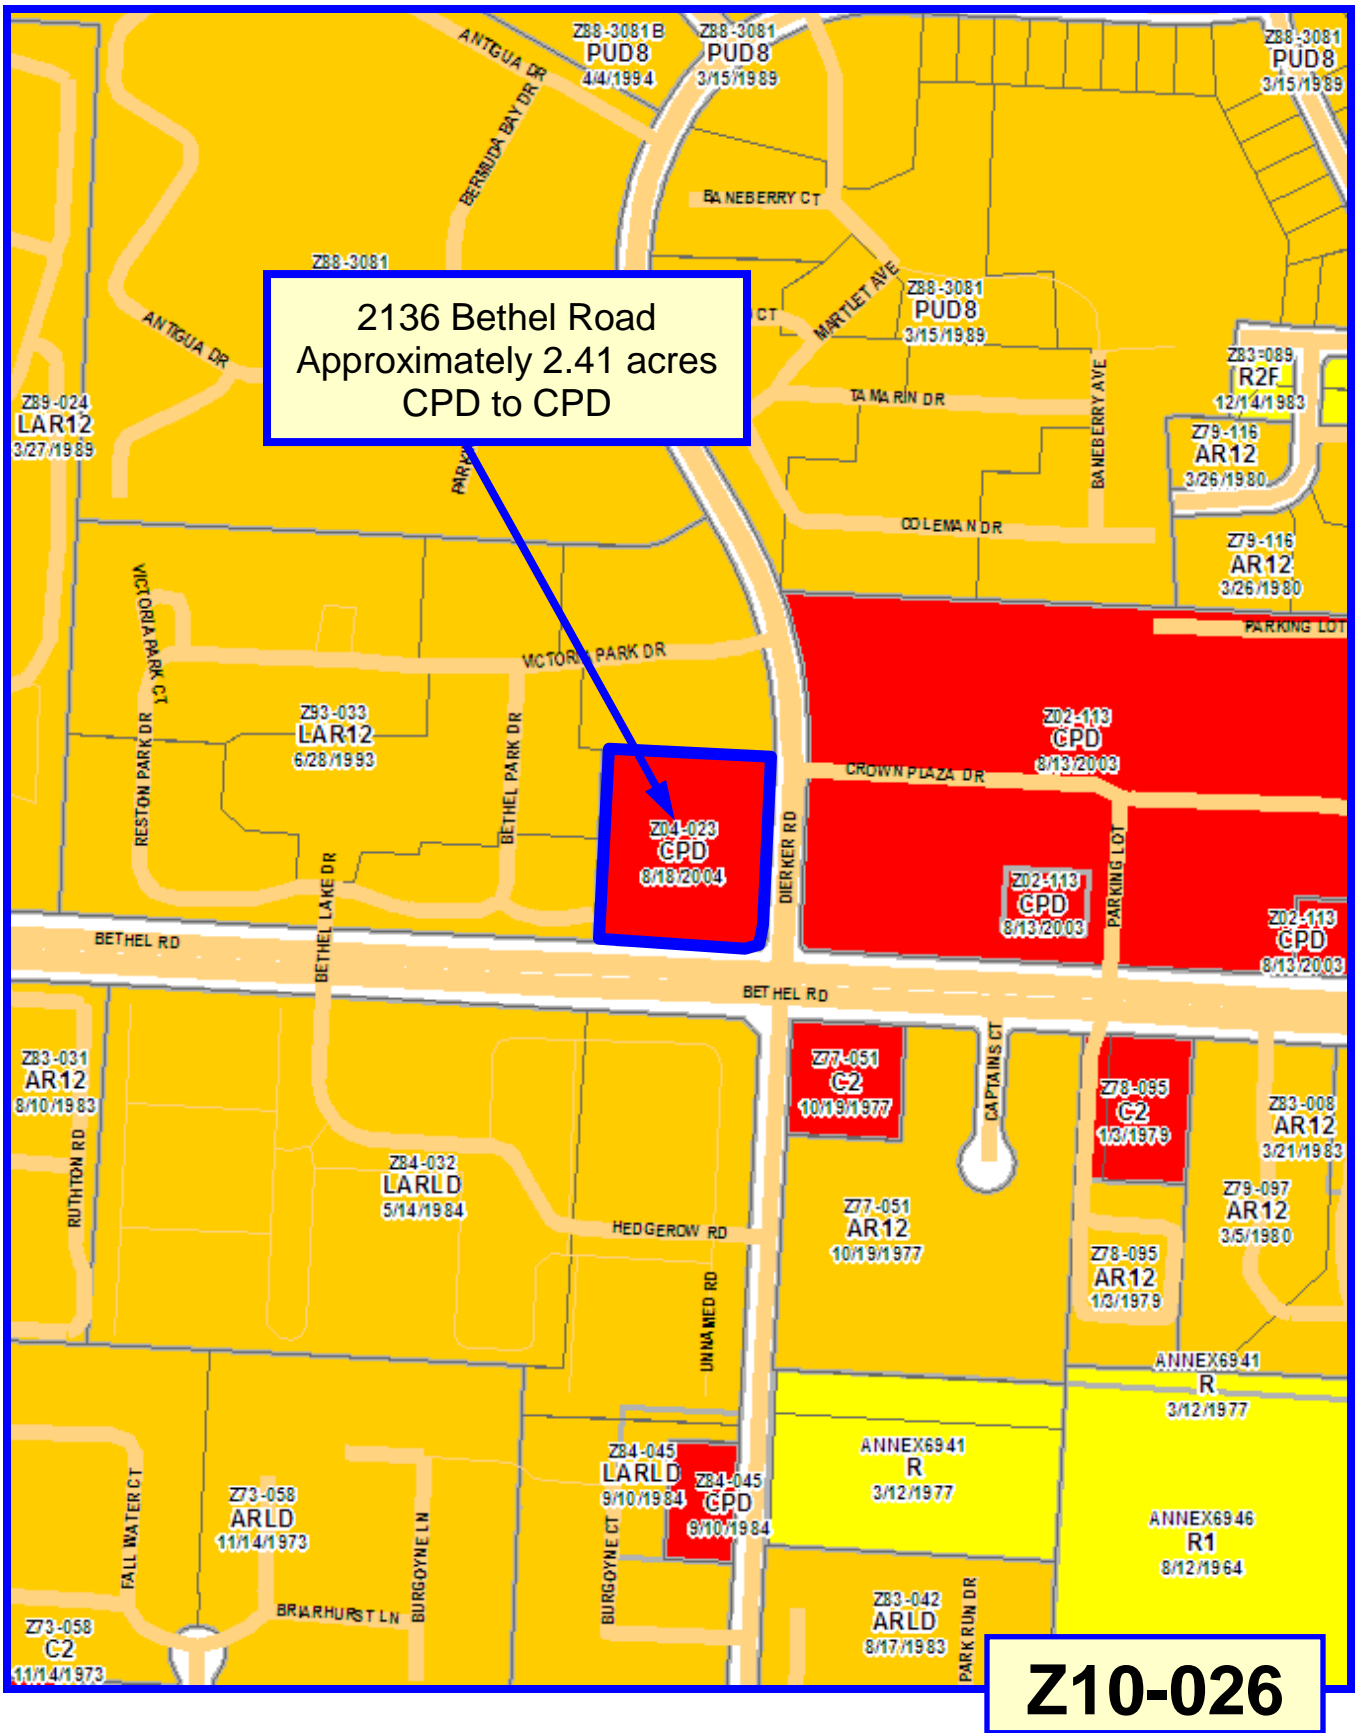 ANTIGUA DR
Z88-3081B
PUD8
4/4/1994
Z88-3081
PUD8
3/15/1989
Z88-3081
PUD8
3/15/1989
BERMUDA BAY DR
BANEBERRY CT
Z88-3081
2136 Bethel Road
Approximately 2.41 acres
CPD to CPD
CT
MARTLET AVE
Z88-3081
PUD8
3/15/1989
ANTIGUA DR
Z89-024
LAR12
3/27/1989
TAMARIN DR
BANEBERRY AVE
Z83-089
R2F
12/14/1983
Z79-116
AR12
3/26/1980
PARK
COLEMAN DR
Z79-116
AR12
3/26/1980
VICTORIA PARK CT
VICTORIA PARK DR
PARKING LOT
RESTON PARK DR
Z93-033
LAR12
6/28/1993
BETHEL PARK DR
Z02-113
CPD
8/13/2003
CROWN PLAZA DR
Z04-023
CPD
8/18/2004
DIERKER RD
PARKING LOT
Z02-113
CPD
8/13/2003
Z02-113
CPD
8/13/2003
BETHEL LAKE DR
BETHEL RD
BETHEL RD
Z83-031
AR12
8/10/1983
RUTHTON RD
Z77-051
C2
10/19/1977
CAPTAINS CT
Z78-095
C2
1/3/1979
Z83-008
AR12
3/21/1983
Z84-032
LARLD
5/14/1984
HEDGEROW RD
Z77-051
AR12
10/19/1977
Z79-097
AR12
3/5/1980
Z78-095
AR12
1/3/1979
UNNAMED RD
ANNEX6941
R
3/12/1977
ANNEX6941
R
3/12/1977
Z84-045
LARLD
9/10/1984
Z84-045
CPD
9/10/1984
FALL WATER CT
Z73-058
ARLD
11/14/1973
BURGOYNE LN
BURGOYNE CT
ANNEX6946
R1
8/12/1964
BRIARHURST LN
Z83-042
ARLD
8/17/1983
PARK RUN DR
Z73-058
C2
11/14/1973
Z10-026